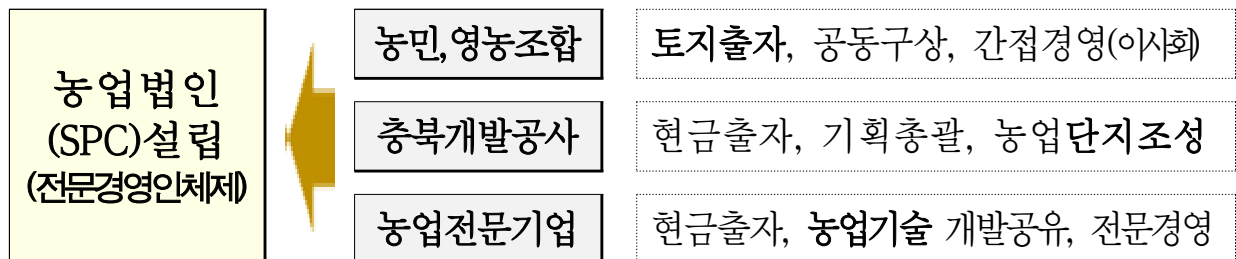 농업법인
(SPC)설립
(전문경영인체제)
농민,영농조합
토지출자, 공동구상, 간접경영(이사회)
충북개발공사
현금출자, 기획총괄, 농업단지조성
농업전문기업
현금출자, 농업기술 개발공유, 전문경영